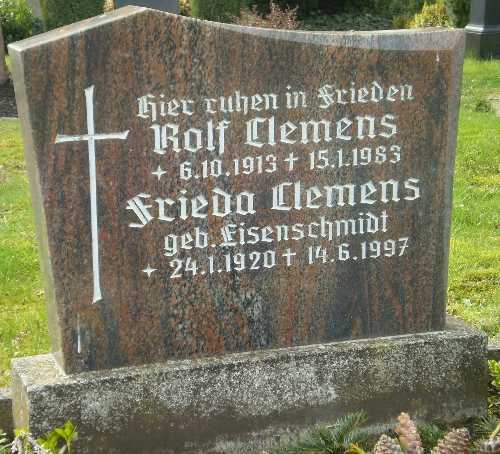 Hier ruhen in Frieden
Rolf Clemens
✦ 6.10.1913 ✝ 15.1.1983
Frieda Clemens
geb. Eisenschmidt
✦ 24.1.1920 ✝ 14.6.1997